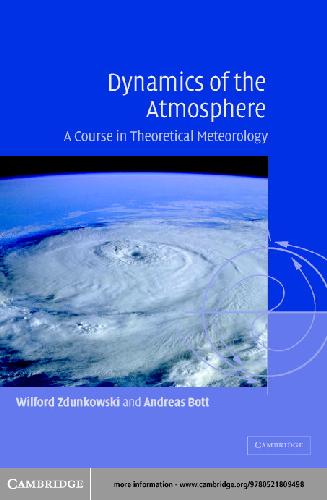 Dynamics of the
Atmosphere
A Course in Theoretical Meteorology
Wilford Zdunkowski and Andreas Bott
CAMBRIDGE
CAMBRIDGE
more information - www.cambridge.org/9780521809498